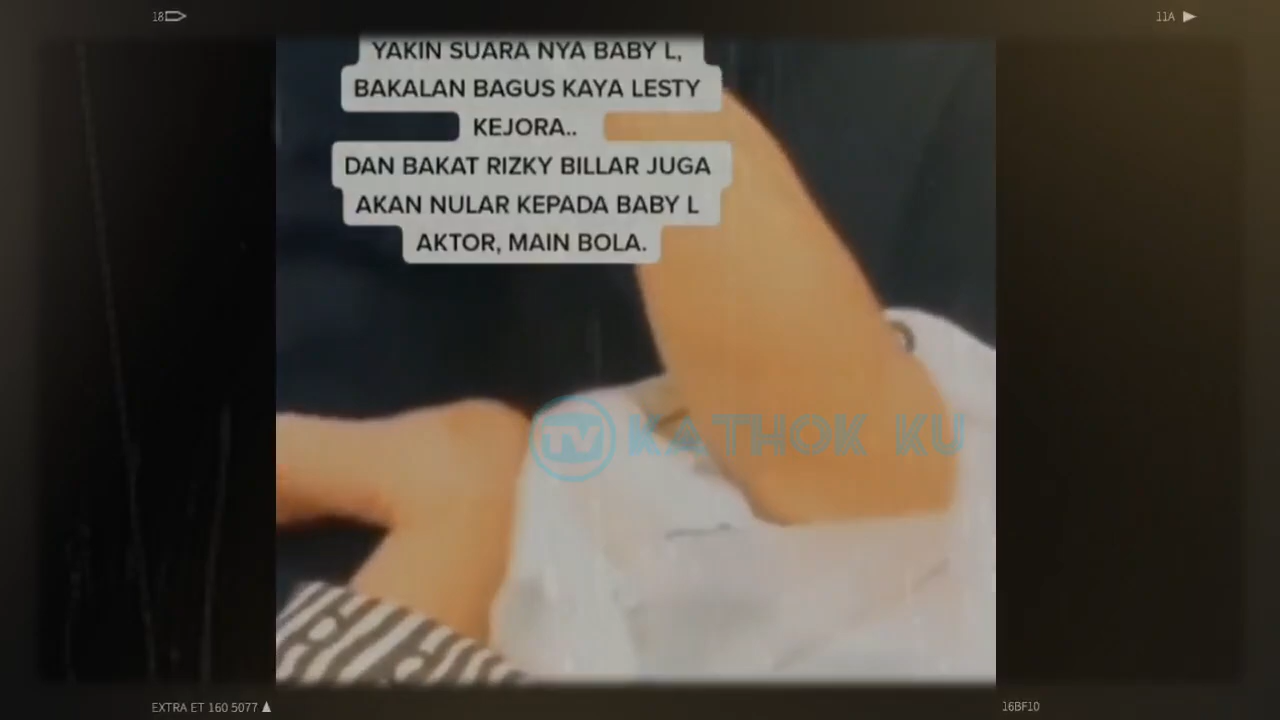 18
11A
YAKIN SUARA NYA BABY L,
BAKALAN BAGUS KAYA LESTY
KEJORA..
DAN BAKAT RIZKY BILLAR JUGA
AKAN NULAR KEPADA BABY L
AKTOR, MAIN BOLA.
TV KATHOK KU
EXTRA ET 160 5077
16BF10